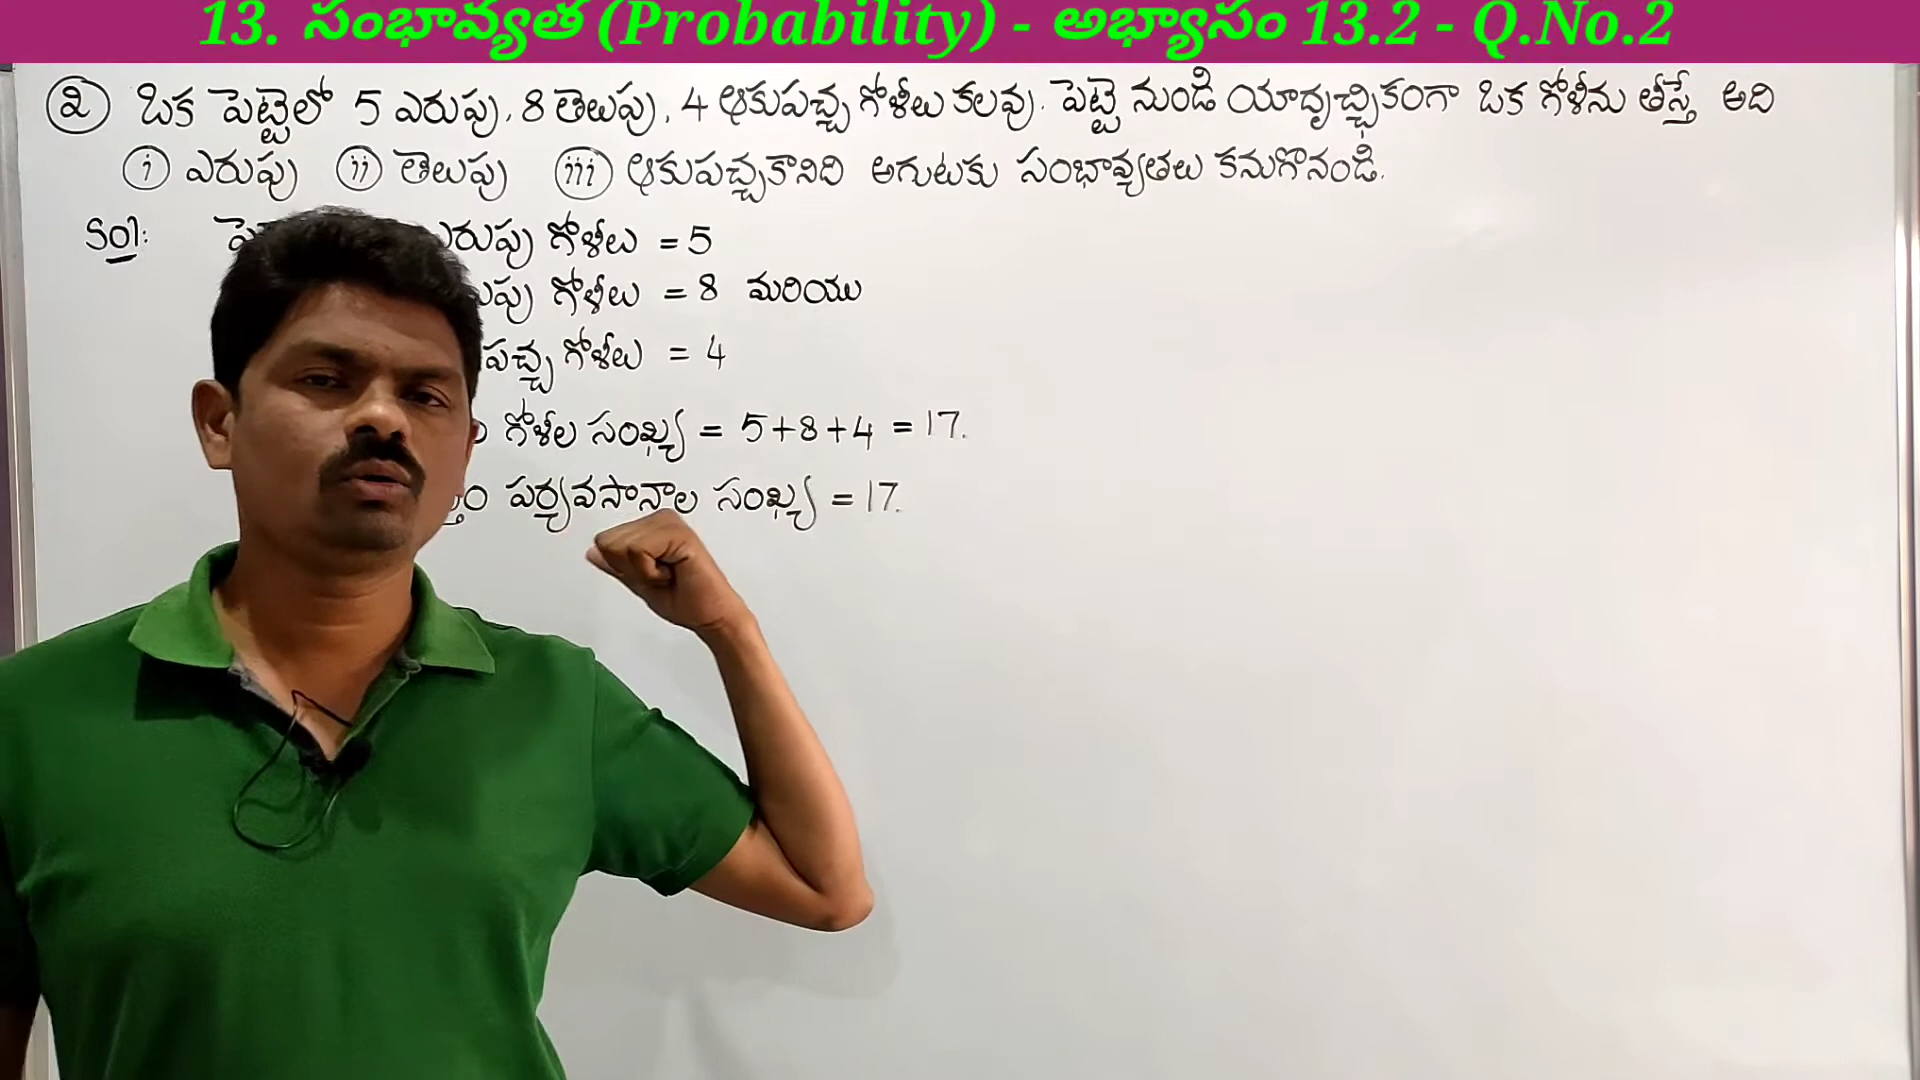 13. సంభావ్యత (Probability) - అభ్యాసం 13.2 - Q.No.2
② ఒక పెట్టెలో 5 ఎరుపు, 8 తెలుపు, 4 ఆకుపచ్చ గోళీలు కలవు. పెట్టె నుండి యాదృచ్ఛికంగా ఒక గోళీను తీస్తే అది
ⓘ ఎరుపు ⓘⓘ తెలుపు ⓘⓘⓘ ఆకుపచ్చకానిది అగుటకు సంభావ్యతలు కనుగొనండి.
Sol: గోళీలు = 5
గోళీలు = 8 మరియు
గోళీలు = 4
గోళీల సంఖ్య = 5+8+4 = 17.
పర్యవసానాల సంఖ్య = 17.